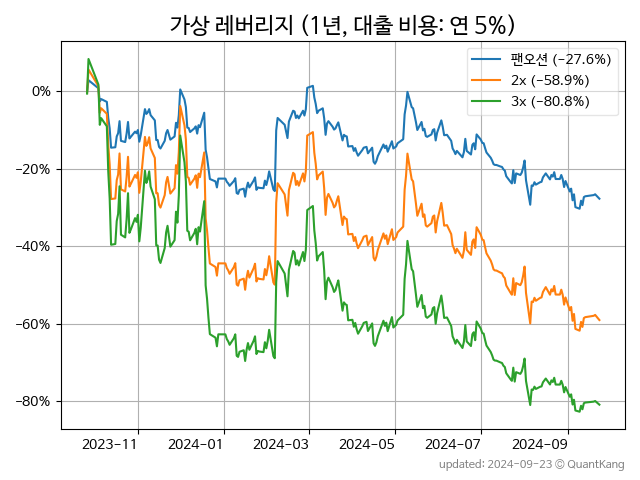 가상 레버리지 (1년, 대출 비용: 연 5%)
팬오션 (−27.6%)
2x (−58.9%)
3x (−80.8%)
0%
−20%
−40%
−60%
−80%
2023-11
2024-01
2024-03
2024-05
2024-07
2024-09
updated: 2024-09-23 © QuantKang